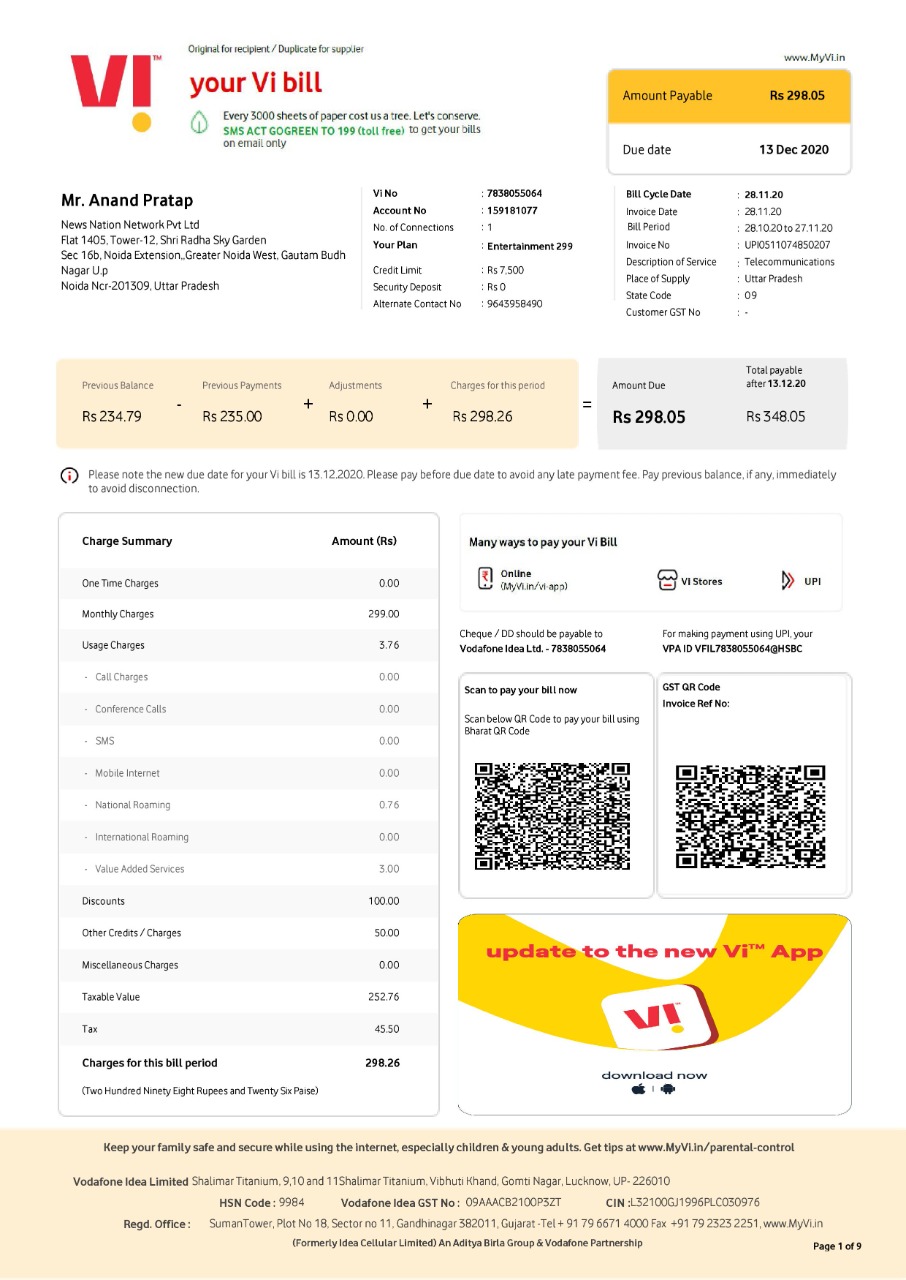 Original for recipient / Duplicate for supplier
www.MyVi.in
VI™
your Vi bill
Every 3000 sheets of paper cost us a tree. Let's conserve.
SMS ACT GOGREEN TO 199 (toll free) to get your bills
on email only
Amount Payable Rs 298.05
Due date 13 Dec 2020
Mr. Anand Pratap
News Nation Network Pvt Ltd
Flat 1405, Tower-12, Shri Radha Sky Garden
Sec 16b, Noida Extension,,Greater Noida West, Gautam Budh
Nagar U.p
Noida Ncr-201309, Uttar Pradesh
Vi No : 7838055064
Account No : 159181077
No. of Connections : 1
Your Plan : Entertainment 299
Credit Limit : Rs 7,500
Security Deposit : Rs 0
Alternate Contact No : 9643958490
Bill Cycle Date : 28.11.20
Invoice Date : 28.11.20
Bill Period : 28.10.20 to 27.11.20
Invoice No : UPI0511074850207
Description of Service : Telecommunications
Place of Supply : Uttar Pradesh
State Code : 09
Customer GST No : -
Previous Balance Previous Payments Adjustments Charges for this period
Rs 234.79 - Rs 235.00 + Rs 0.00 + Rs 298.26 =
Amount Due
Rs 298.05
Total payable
after 13.12.20
Rs 348.05
Please note the new due date for your Vi bill is 13.12.2020. Please pay before due date to avoid any late payment fee. Pay previous balance, if any, immediately
to avoid disconnection.
Charge Summary Amount (Rs)
One Time Charges 0.00
Monthly Charges 299.00
Usage Charges 3.76
- Call Charges 0.00
- Conference Calls 0.00
- SMS 0.00
- Mobile Internet 0.00
- National Roaming 0.76
- International Roaming 0.00
- Value Added Services 3.00
Discounts 100.00
Other Credits / Charges 50.00
Miscellaneous Charges 0.00
Taxable Value 252.76
Tax 45.50
Charges for this bill period 298.26
(Two Hundred Ninety Eight Rupees and Twenty Six Paise)
Many ways to pay your Vi Bill
Online
(MyVi.in/vi-app)
VI Stores
UPI
Cheque / DD should be payable to
Vodafone Idea Ltd. - 7838055064
For making payment using UPI, your
VPA ID VFIL7838055064@HSBC
Scan to pay your bill now
Scan below QR Code to pay your bill using
Bharat QR Code
GST QR Code
Invoice Ref No:
update to the new Vi™ App
VI™
download now
Keep your family safe and secure while using the internet, especially children & young adults. Get tips at www.MyVi.in/parental-control
Vodafone Idea Limited Shalimar Titanium, 9,10 and 11Shalimar Titanium, Vibhuti Khand, Gomti Nagar, Lucknow, UP- 226010
HSN Code : 9984 Vodafone Idea GST No : 09AAACB2100P3ZT CIN :L32100GJ1996PLC030976
Regd. Office : SumanTower, Plot No 18, Sector no 11, Gandhinagar 382011, Gujarat -Tel + 91 79 6671 4000 Fax +91 79 2323 2251, www.MyVi.in
(Formerly Idea Cellular Limited) An Aditya Birla Group & Vodafone Partnership
Page 1 of 9